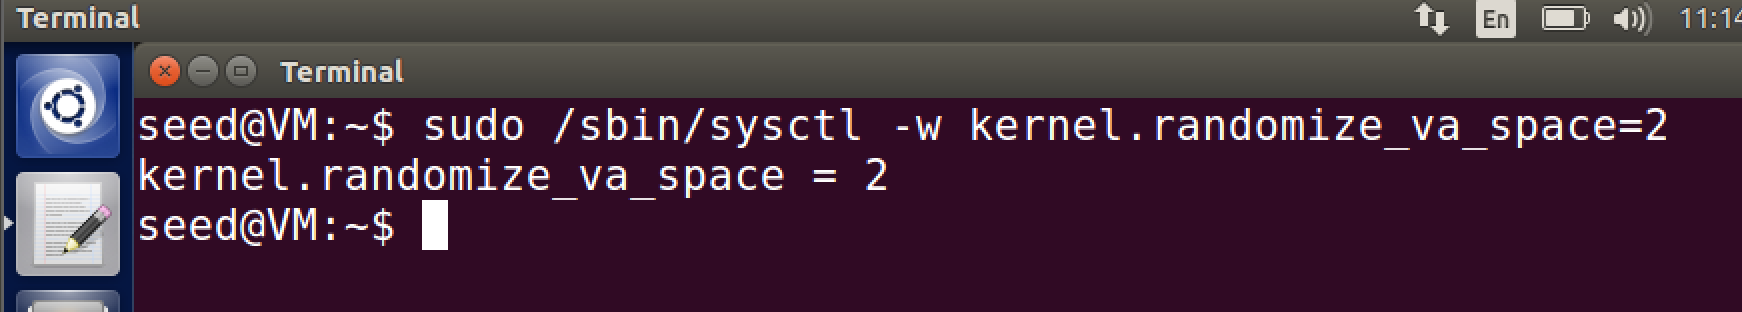 Terminal
En
11:14
Terminal
seed@VM:~$ sudo /sbin/sysctl -w kernel.randomize_va_space=2
kernel.randomize_va_space = 2
seed@VM:~$